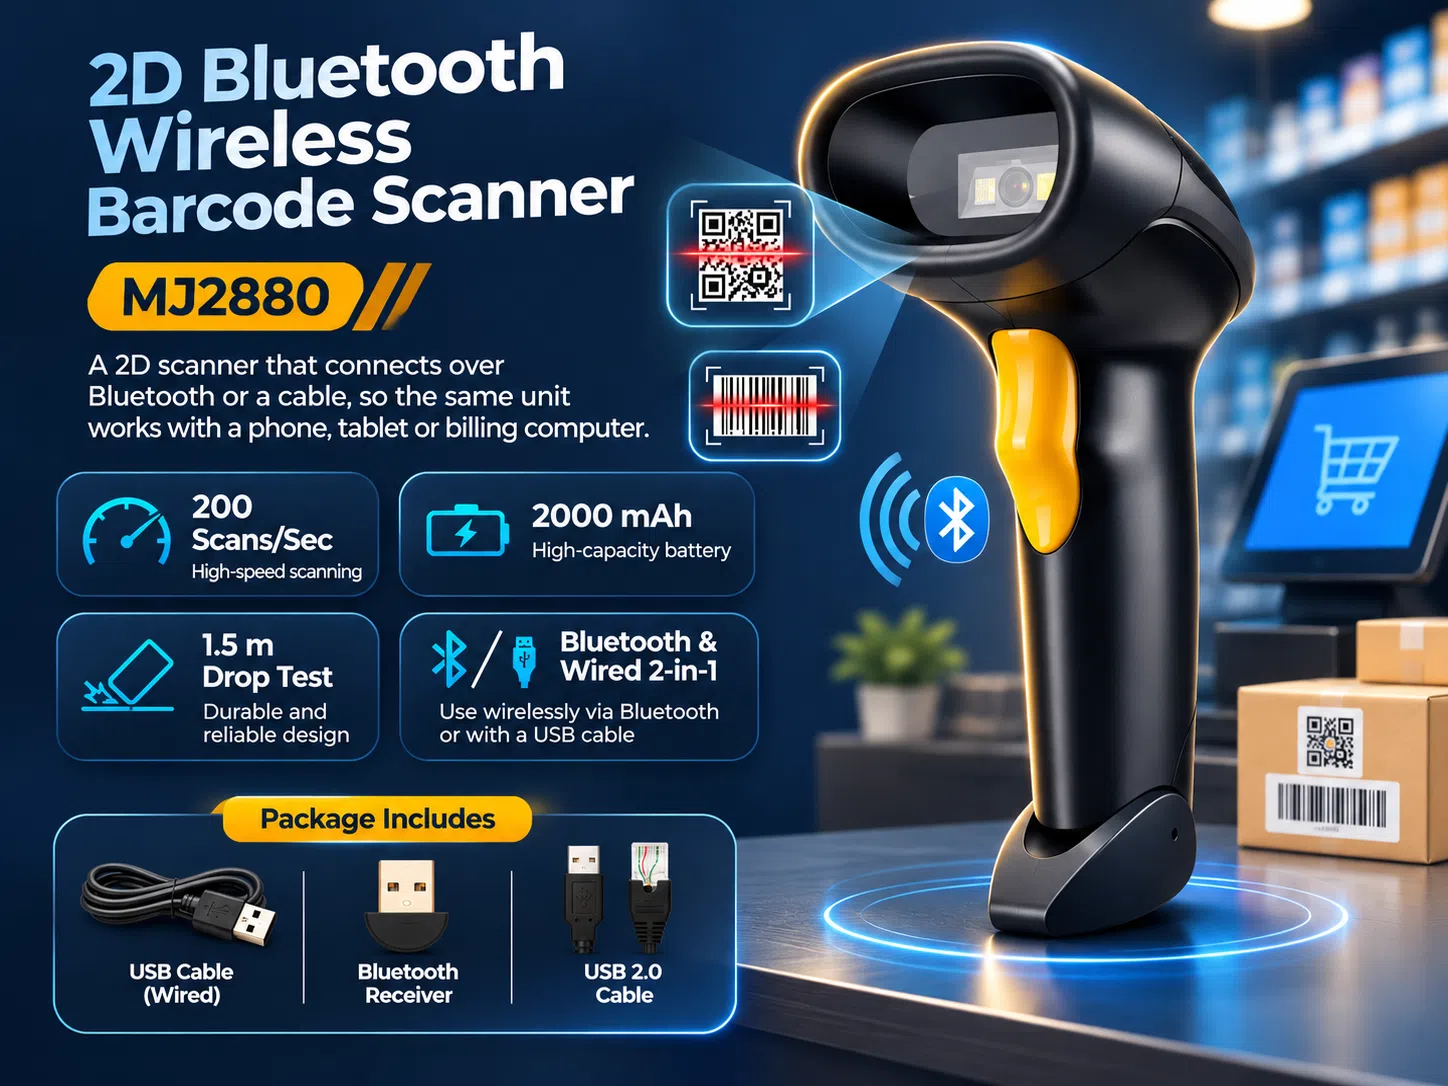 2D Bluetooth
Wireless
Barcode Scanner
MJ2880
A 2D scanner that connects over
Bluetooth or a cable, so the same unit
works with a phone, tablet or billing computer.
200
Scans/Sec
High-speed scanning
2000 mAh
High-capacity battery
1.5 m
Drop Test
Durable and
reliable design
Bluetooth &
Wired 2-in-1
Use wirelessly via Bluetooth
or with a USB cable
Package Includes
USB Cable
(Wired)
Bluetooth
Receiver
USB 2.0
Cable